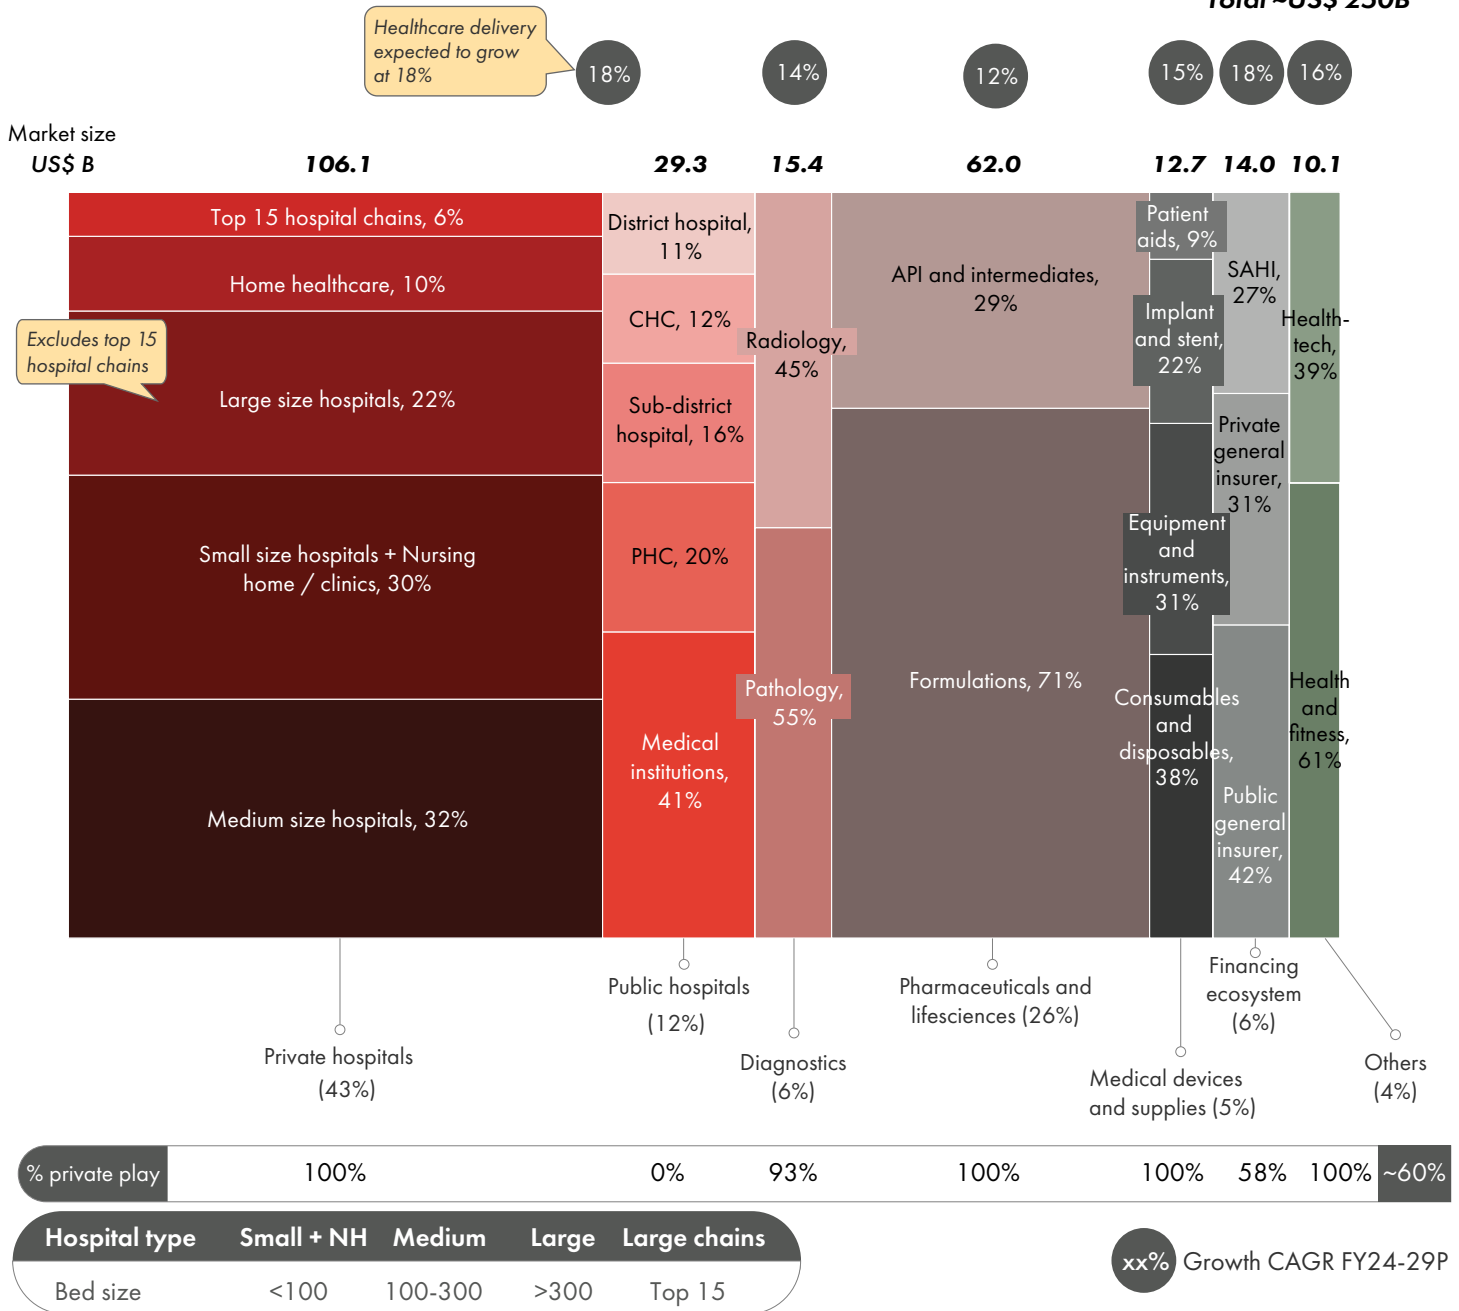 Total ~US$ 250B
Healthcare delivery
expected to grow
at 18%
18%
14%
12%
15%
18%
16%
Market size
US$ B
106.1
29.3
15.4
62.0
12.7
14.0
10.1
Top 15 hospital chains, 6%
Home healthcare, 10%
Excludes top 15
hospital chains
Large size hospitals, 22%
Small size hospitals + Nursing
home / clinics, 30%
Medium size hospitals, 32%
District hospital,
11%
CHC, 12%
Sub-district
hospital, 16%
PHC, 20%
Medical
institutions,
41%
Radiology,
45%
Pathology,
55%
API and intermediates,
29%
Formulations, 71%
Patient
aids, 9%
Implant
and stent,
22%
Equipment
and
instruments,
31%
Consumables
and
disposables,
38%
SAHI,
27%
Private
general
insurer,
31%
Public
general
insurer,
42%
Health-
tech,
39%
Health
and
fitness,
61%
Private hospitals
(43%)
Public hospitals
(12%)
Diagnostics
(6%)
Pharmaceuticals and
lifesciences (26%)
Medical devices
and supplies (5%)
Financing
ecosystem
(6%)
Others
(4%)
% private play
100%
0%
93%
100%
100%
58%
100%
~60%
Hospital type Small + NH Medium Large Large chains
Bed size <100 100-300 >300 Top 15
xx% Growth CAGR FY24-29P